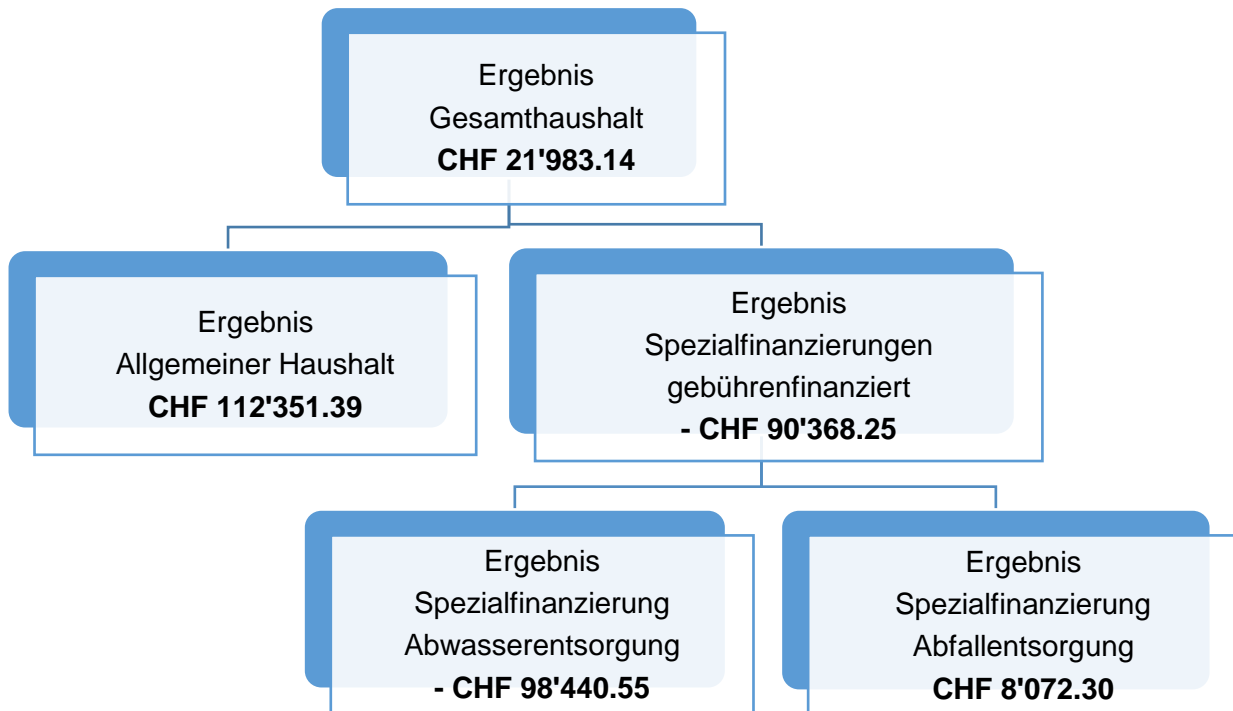 Ergebnis
Gesamthaushalt
CHF 21'983.14
Ergebnis
Allgemeiner Haushalt
CHF 112'351.39
Ergebnis
Spezialfinanzierungen
gebührenfinanziert
- CHF 90'368.25
Ergebnis
Spezialfinanzierung
Abwasserentsorgung
- CHF 98'440.55
Ergebnis
Spezialfinanzierung
Abfallentsorgung
CHF 8'072.30